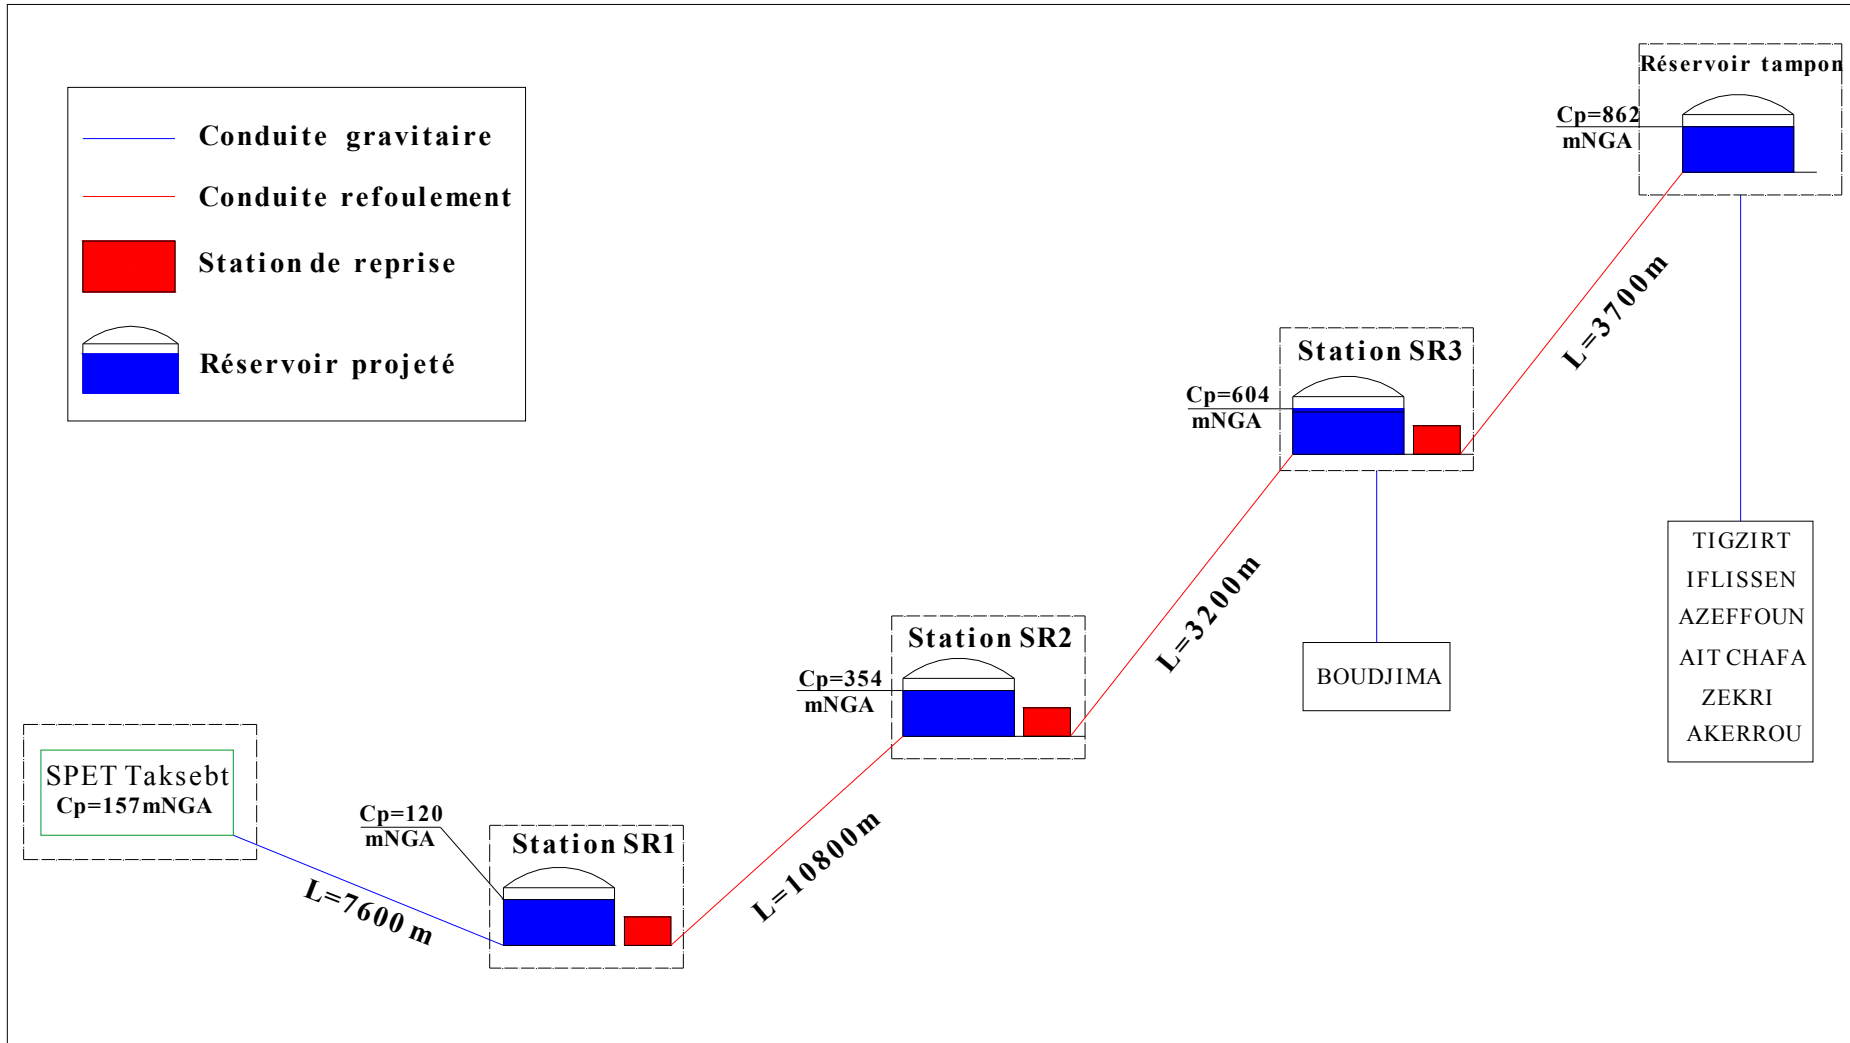 Conduite gravitaire
Conduite refoulement
Station de reprise
Réservoir projeté
Réservoir tampon
Cp=862
mNGA
L=3700m
Station SR3
Cp=604
mNGA
L=3200m
Station SR2
Cp=354
mNGA
L=10800m
Station SR1
Cp=120
mNGA
L=7600 m
SPET Taksebt
Cp=157mNGA
BOUDJIMA
TIGZIRT
IFLISSEN
AZEFFOUN
AIT CHAFA
ZEKRI
AKERROU